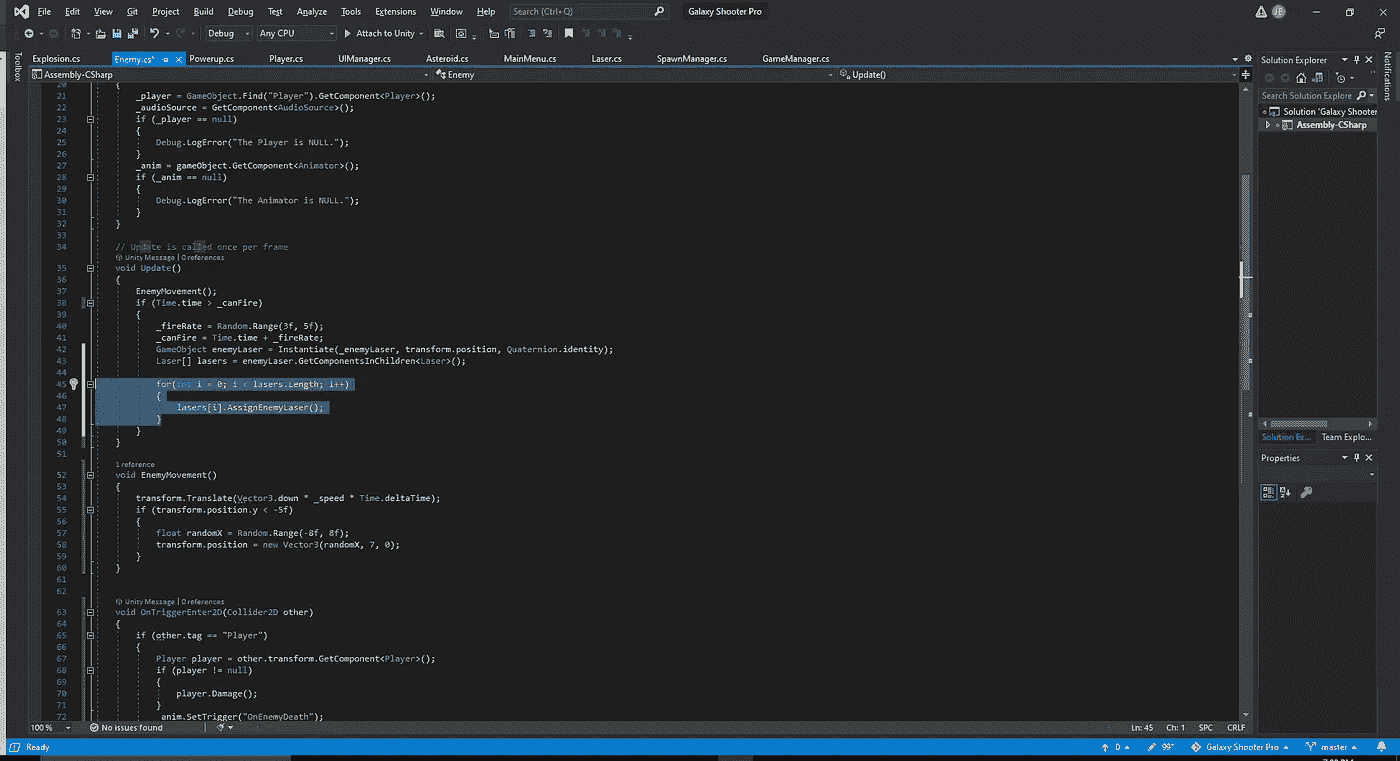 File Edit View Git Project Build Debug Test Analyze Tools Extensions Window Help Search (Ctrl+Q) Galaxy Shooter Pro JE
Debug Any CPU Attach to Unity
Explosion.cs Enemy.cs* Powerup.cs Player.cs UIManager.cs Asteroid.cs MainMenu.cs Laser.cs SpawnManager.cs GameManager.cs
Toolbox
Assembly-CSharp Enemy Update()
20 {
21 _player = GameObject.Find("Player").GetComponent<Player>();
22 _audioSource = GetComponent<AudioSource>();
23 if (_player == null)
24 {
25 Debug.LogError("The Player is NULL.");
26 }
27 _anim = gameObject.GetComponent<Animator>();
28 if (_anim == null)
29 {
30 Debug.LogError("The Animator is NULL.");
31 }
32 }
33
34 // Update is called once per frame
Unity Message | 0 references
35 void Update()
36 {
37 EnemyMovement();
38 if (Time.time > _canFire)
39 {
40 _fireRate = Random.Range(3f, 5f);
41 _canFire = Time.time + _fireRate;
42 GameObject enemyLaser = Instantiate(_enemyLaser, transform.position, Quaternion.identity);
43 Laser[] lasers = enemyLaser.GetComponentsInChildren<Laser>();
44
45 for(int i = 0; i < lasers.Length; i++)
46 {
47 lasers[i].AssignEnemyLaser();
48 }
49 }
50 }
51
1 reference
52 void EnemyMovement()
53 {
54 transform.Translate(Vector3.down * _speed * Time.deltaTime);
55 if (transform.position.y < -5f)
56 {
57 float randomX = Random.Range(-8f, 8f);
58 transform.position = new Vector3(randomX, 7, 0);
59 }
60 }
61
62
Unity Message | 0 references
63 void OnTriggerEnter2D(Collider2D other)
64 {
65 if (other.tag == "Player")
66 {
67 Player player = other.transform.GetComponent<Player>();
68 if (player != null)
69 {
70 player.Damage();
71 }
72 _anim.SetTrigger("OnEnemyDeath");
100 % No issues found Ln: 45 Ch: 1 SPC CRLF
Solution Explorer
Search Solution Explore
Solution 'Galaxy Shooter
Assembly-CSharp
Solution Ex... Team Explo...
Properties
Notifications
Ready 0 99+ Galaxy Shooter Pro master